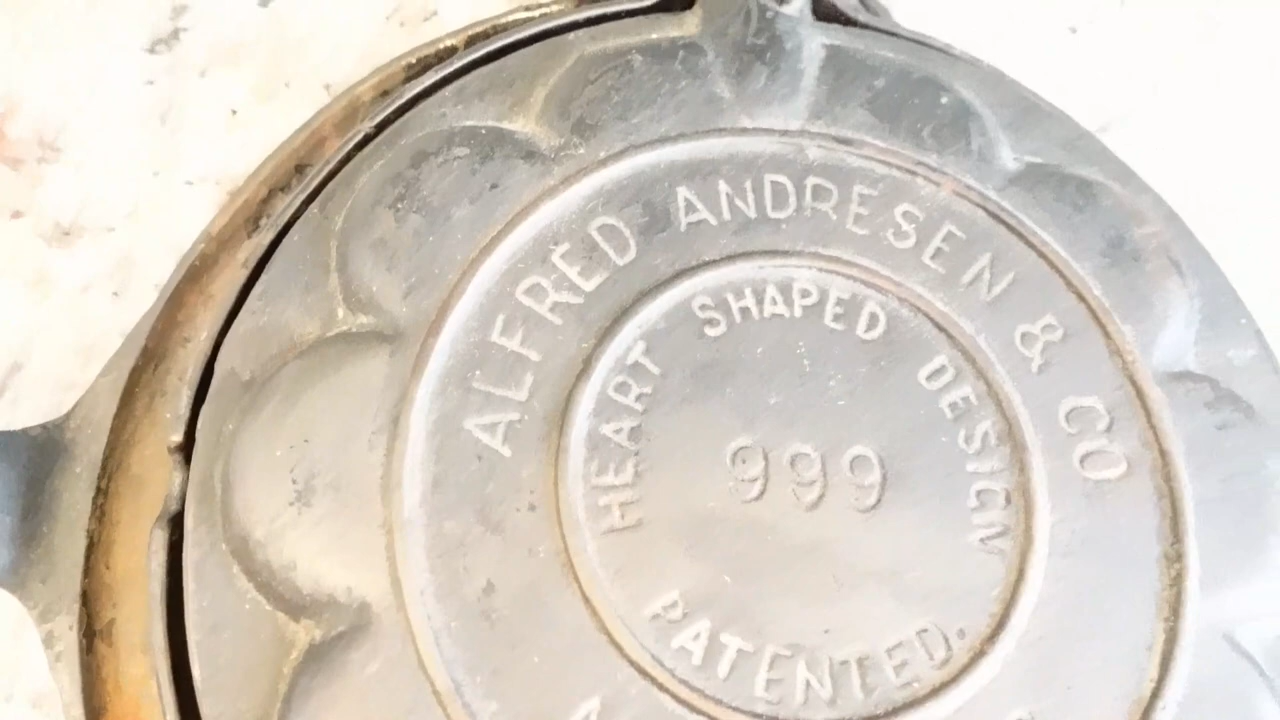 ALFRED ANDRESEN & CO
HEART SHAPED DESIGN
999
PATENTED.